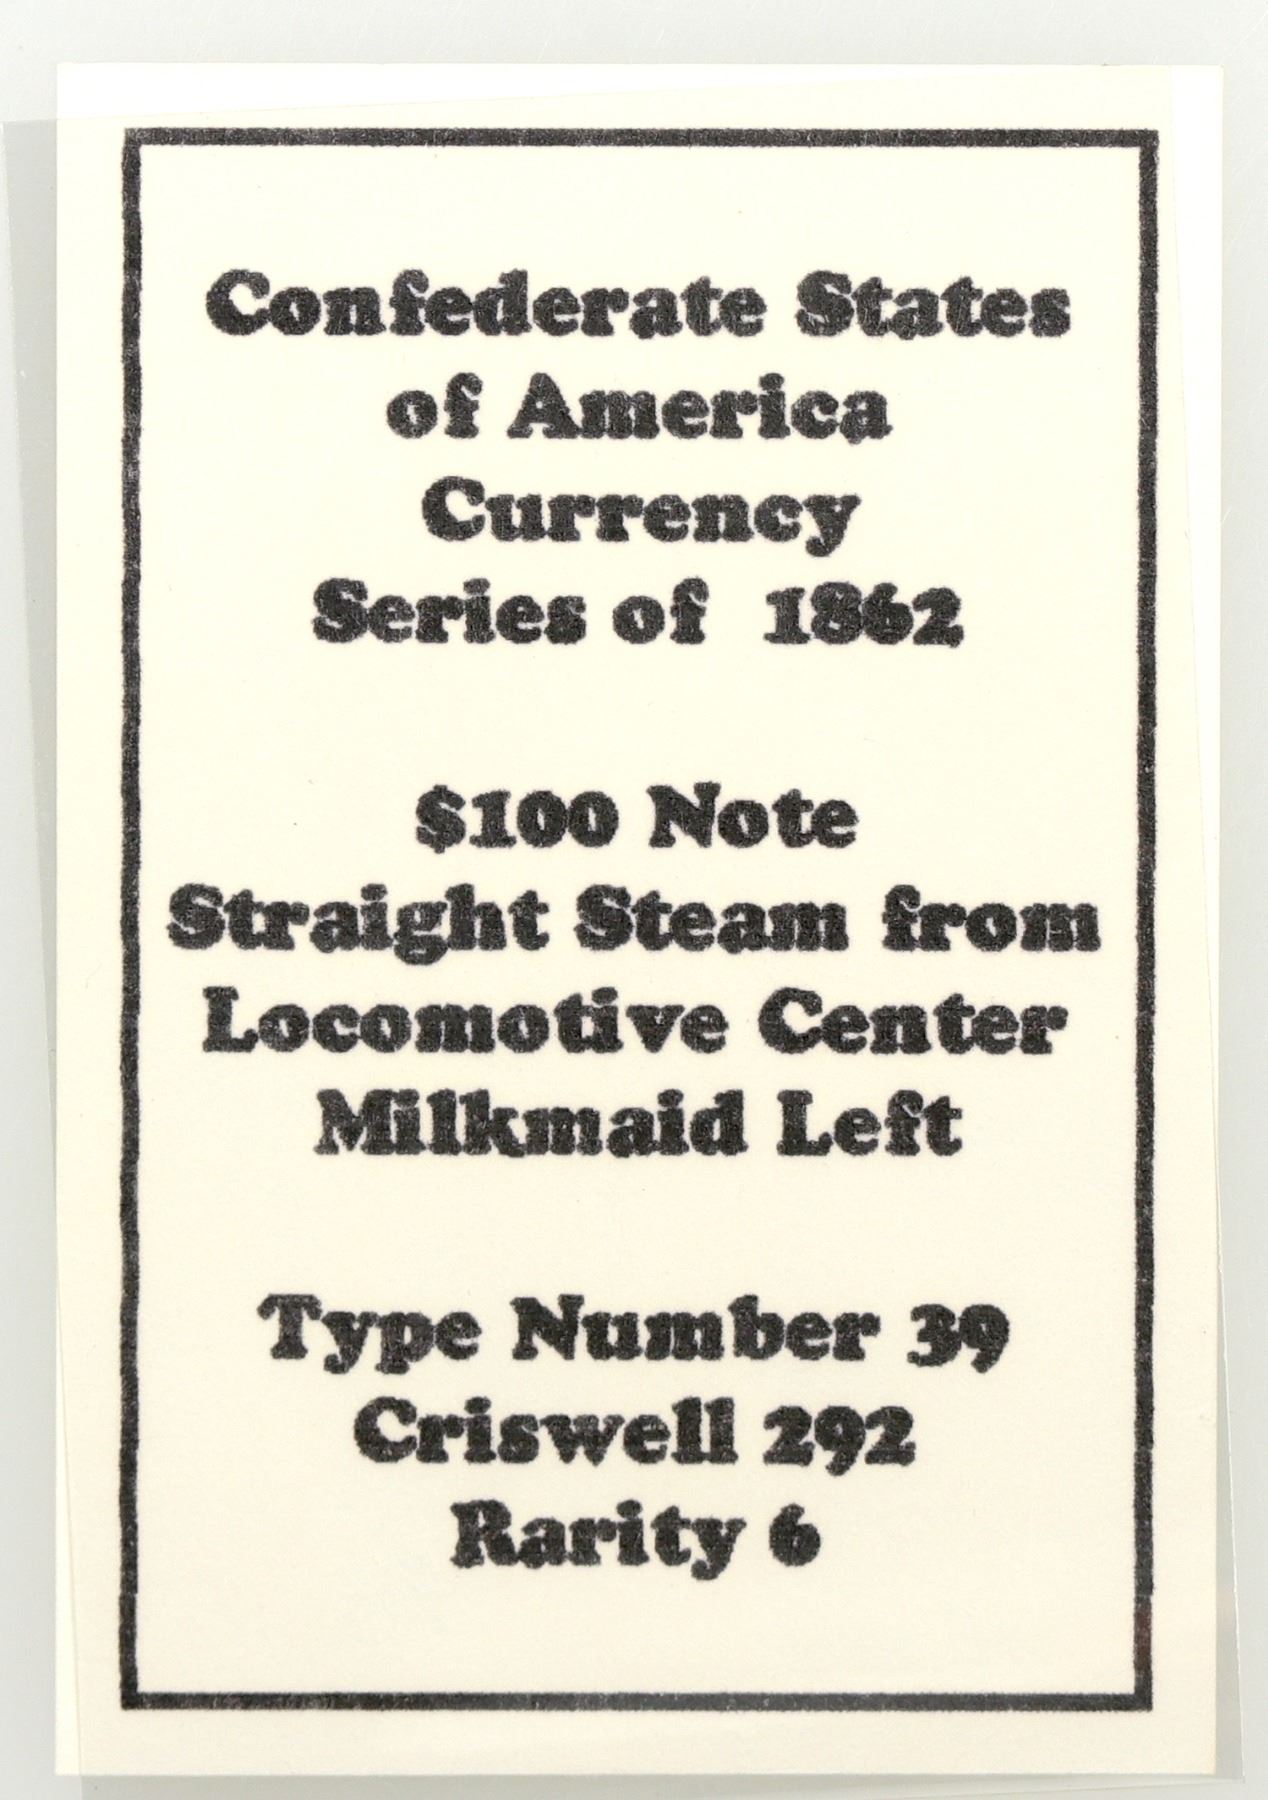 Confederate States
of America
Currency
Series of 1862
$100 Note
Straight Steam from
Locomotive Center
Milkmaid Left
Type Number 39
Criswell 292
Rarity 6